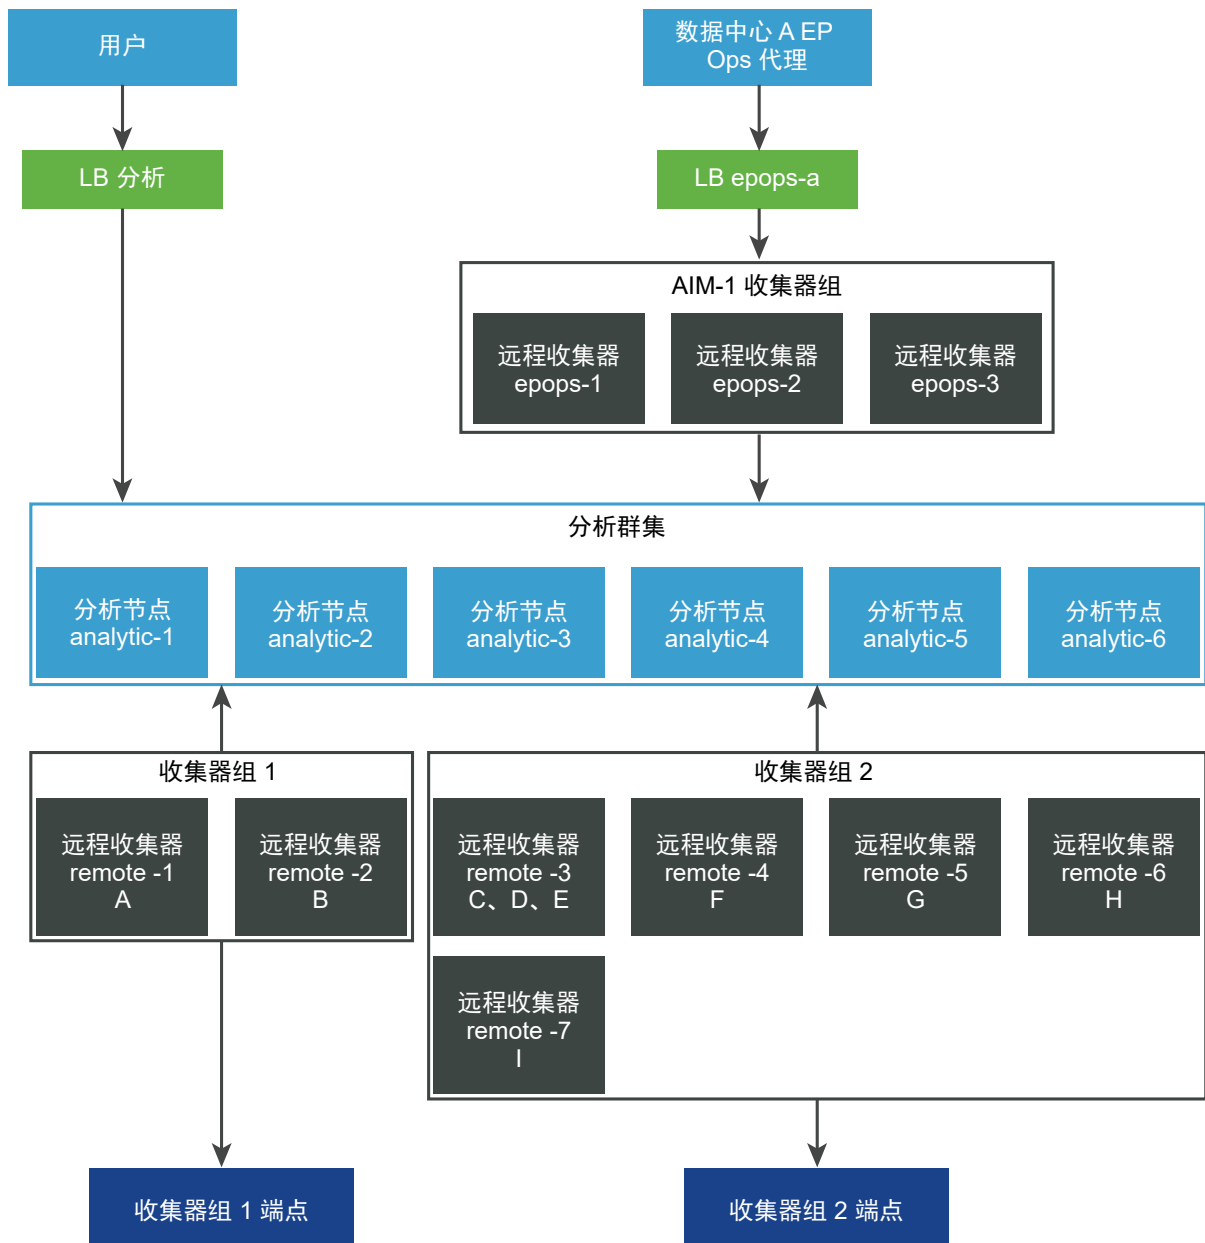 用户
数据中心 A EP
Ops 代理
LB 分析
LB epops-a
AIM-1 收集器组
远程收集器
epops-1
远程收集器
epops-2
远程收集器
epops-3
分析群集
分析节点
analytic-1
分析节点
analytic-2
分析节点
analytic-3
分析节点
analytic-4
分析节点
analytic-5
分析节点
analytic-6
收集器组 1
远程收集器
remote -1
A
远程收集器
remote -2
B
收集器组 2
远程收集器
remote -3
C、D、E
远程收集器
remote -4
F
远程收集器
remote -5
G
远程收集器
remote -6
H
远程收集器
remote -7
I
收集器组 1 端点
收集器组 2 端点